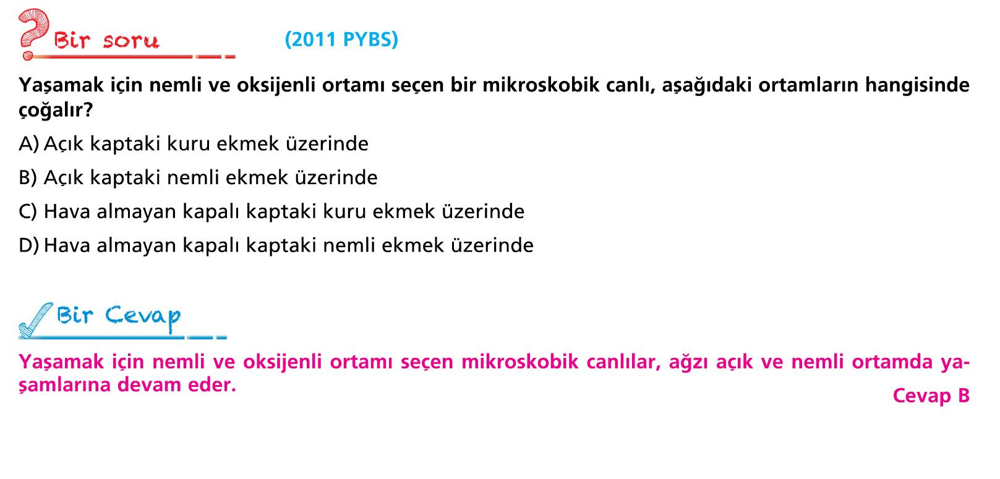 Bir soru (2011 PYBS)
Yaşamak için nemli ve oksijenli ortamı seçen bir mikroskobik canlı, aşağıdaki ortamların hangisinde
çoğalır?
A) Açık kaptaki kuru ekmek üzerinde
B) Açık kaptaki nemli ekmek üzerinde
C) Hava almayan kapalı kaptaki kuru ekmek üzerinde
D) Hava almayan kapalı kaptaki nemli ekmek üzerinde
Bir Cevap
Yaşamak için nemli ve oksijenli ortamı seçen mikroskobik canlılar, ağzı açık ve nemli ortamda ya-
şamlarına devam eder.
Cevap B